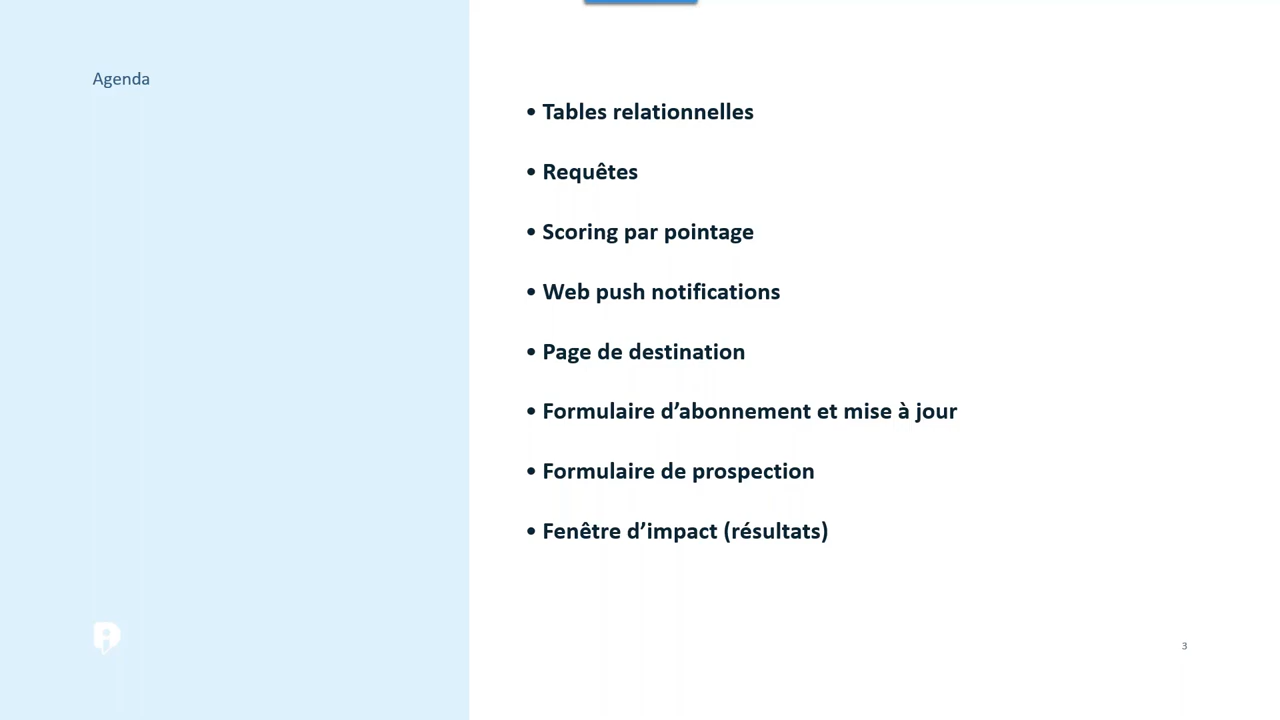 Agenda
• Tables relationnelles
• Requêtes
• Scoring par pointage
• Web push notifications
• Page de destination
• Formulaire d’abonnement et mise à jour
• Formulaire de prospection
• Fenêtre d’impact (résultats)
3